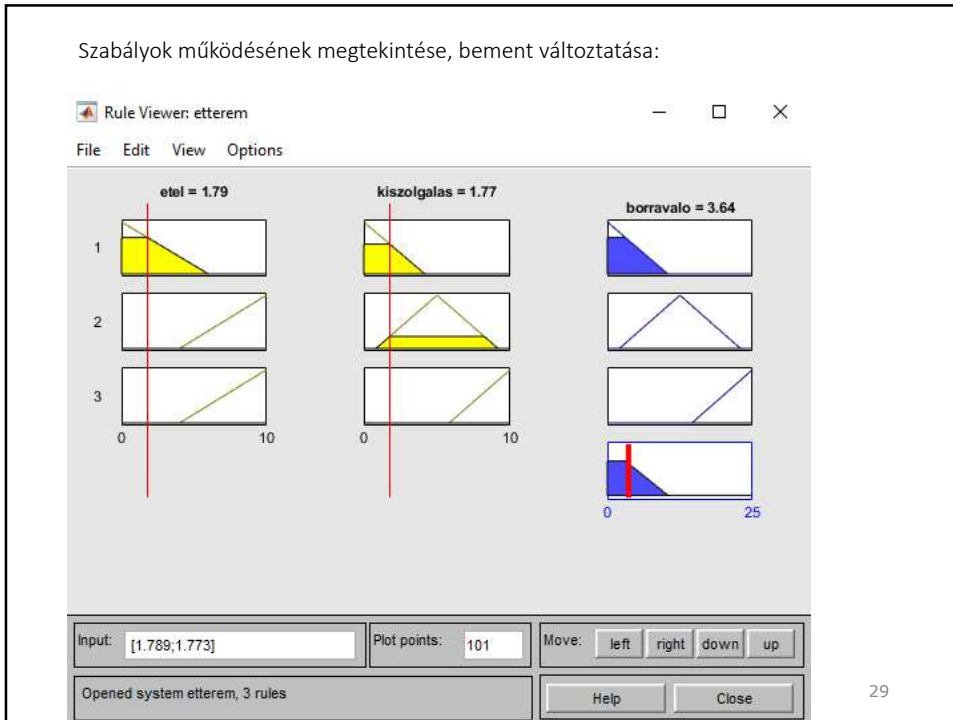 Szabályok működésének megtekintése, bement változtatása:
Rule Viewer: etterem
File Edit View Options
etel = 1.79
kiszolgalas = 1.77
borravalo = 3.64
1
2
3
0 10
0 10
0 25
Input: [1.789;1.773]
Plot points: 101
Move: left right down up
Opened system etterem, 3 rules
Help Close
29